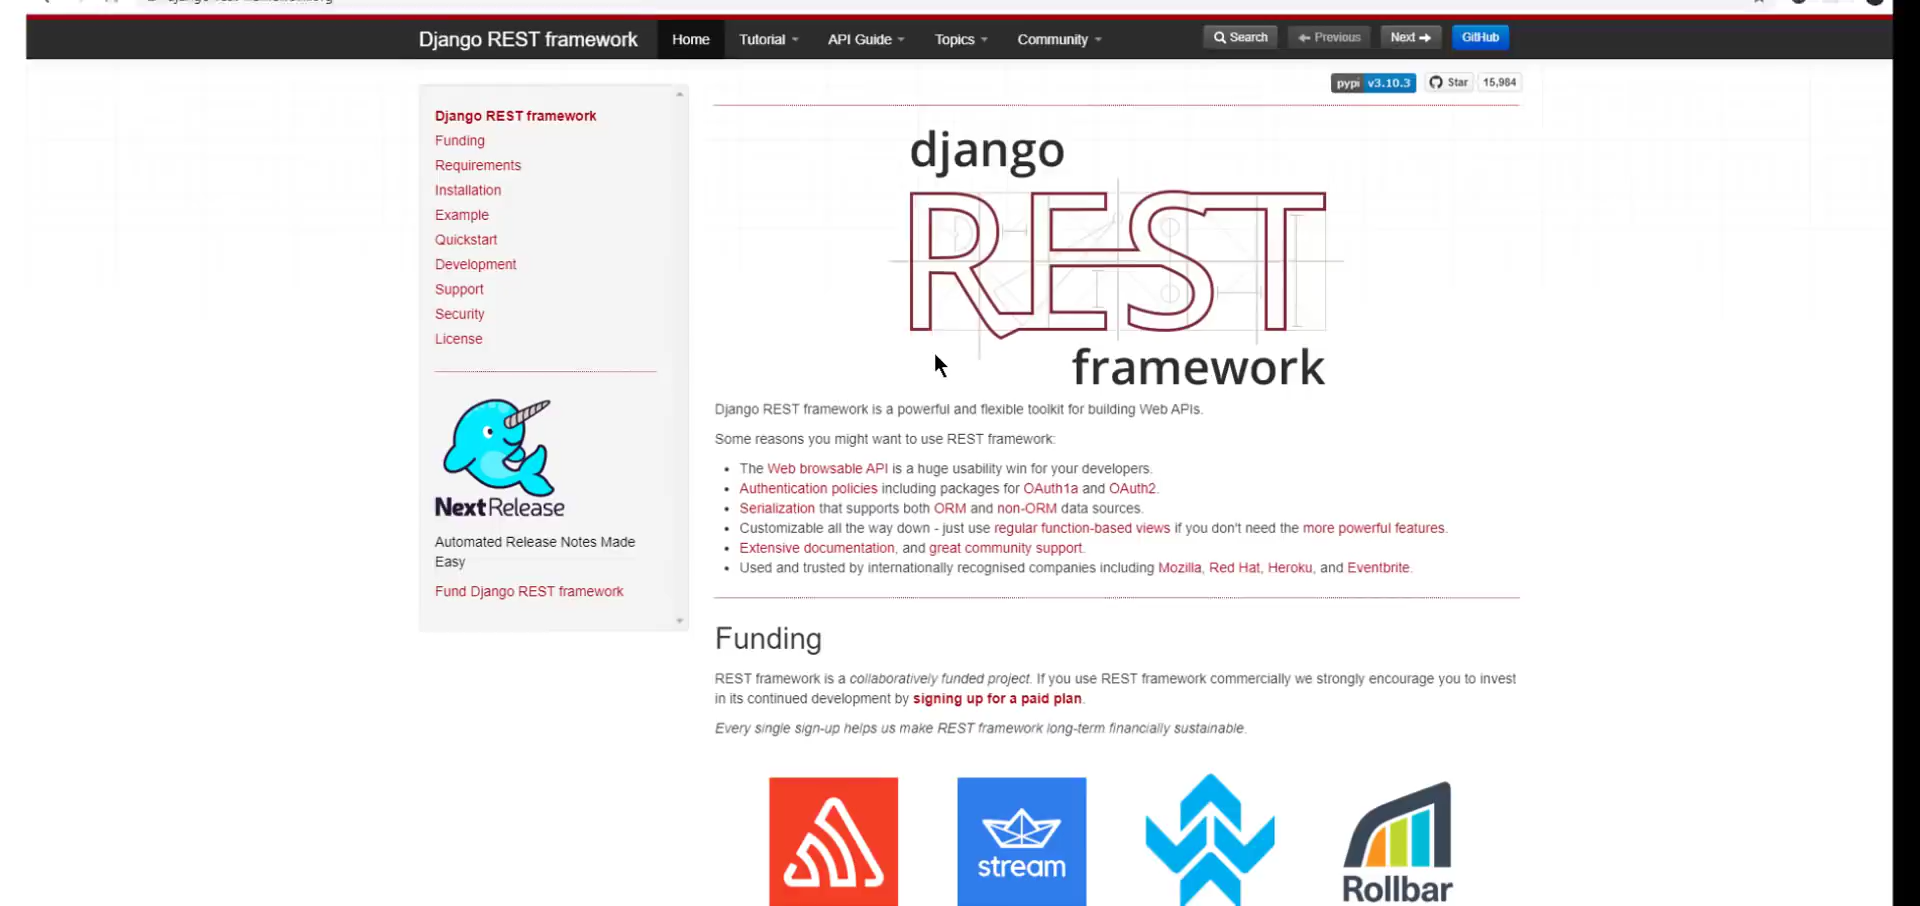 Django REST framework Home Tutorial API Guide Topics Community Search Previous Next GitHub
pypi v3.10.3 Star 15,984
Django REST framework
Funding
Requirements
Installation
Example
Quickstart
Development
Support
Security
License
NextRelease
Automated Release Notes Made
Easy
Fund Django REST framework
django
REST
framework
Django REST framework is a powerful and flexible toolkit for building Web APIs.
Some reasons you might want to use REST framework:
The Web browsable API is a huge usability win for your developers.
Authentication policies including packages for OAuth1a and OAuth2.
Serialization that supports both ORM and non-ORM data sources.
Customizable all the way down - just use regular function-based views if you don't need the more powerful features.
Extensive documentation, and great community support.
Used and trusted by internationally recognised companies including Mozilla, Red Hat, Heroku, and Eventbrite.
Funding
REST framework is a collaboratively funded project. If you use REST framework commercially we strongly encourage you to invest
in its continued development by signing up for a paid plan.
Every single sign-up helps us make REST framework long-term financially sustainable.
stream
Rollbar